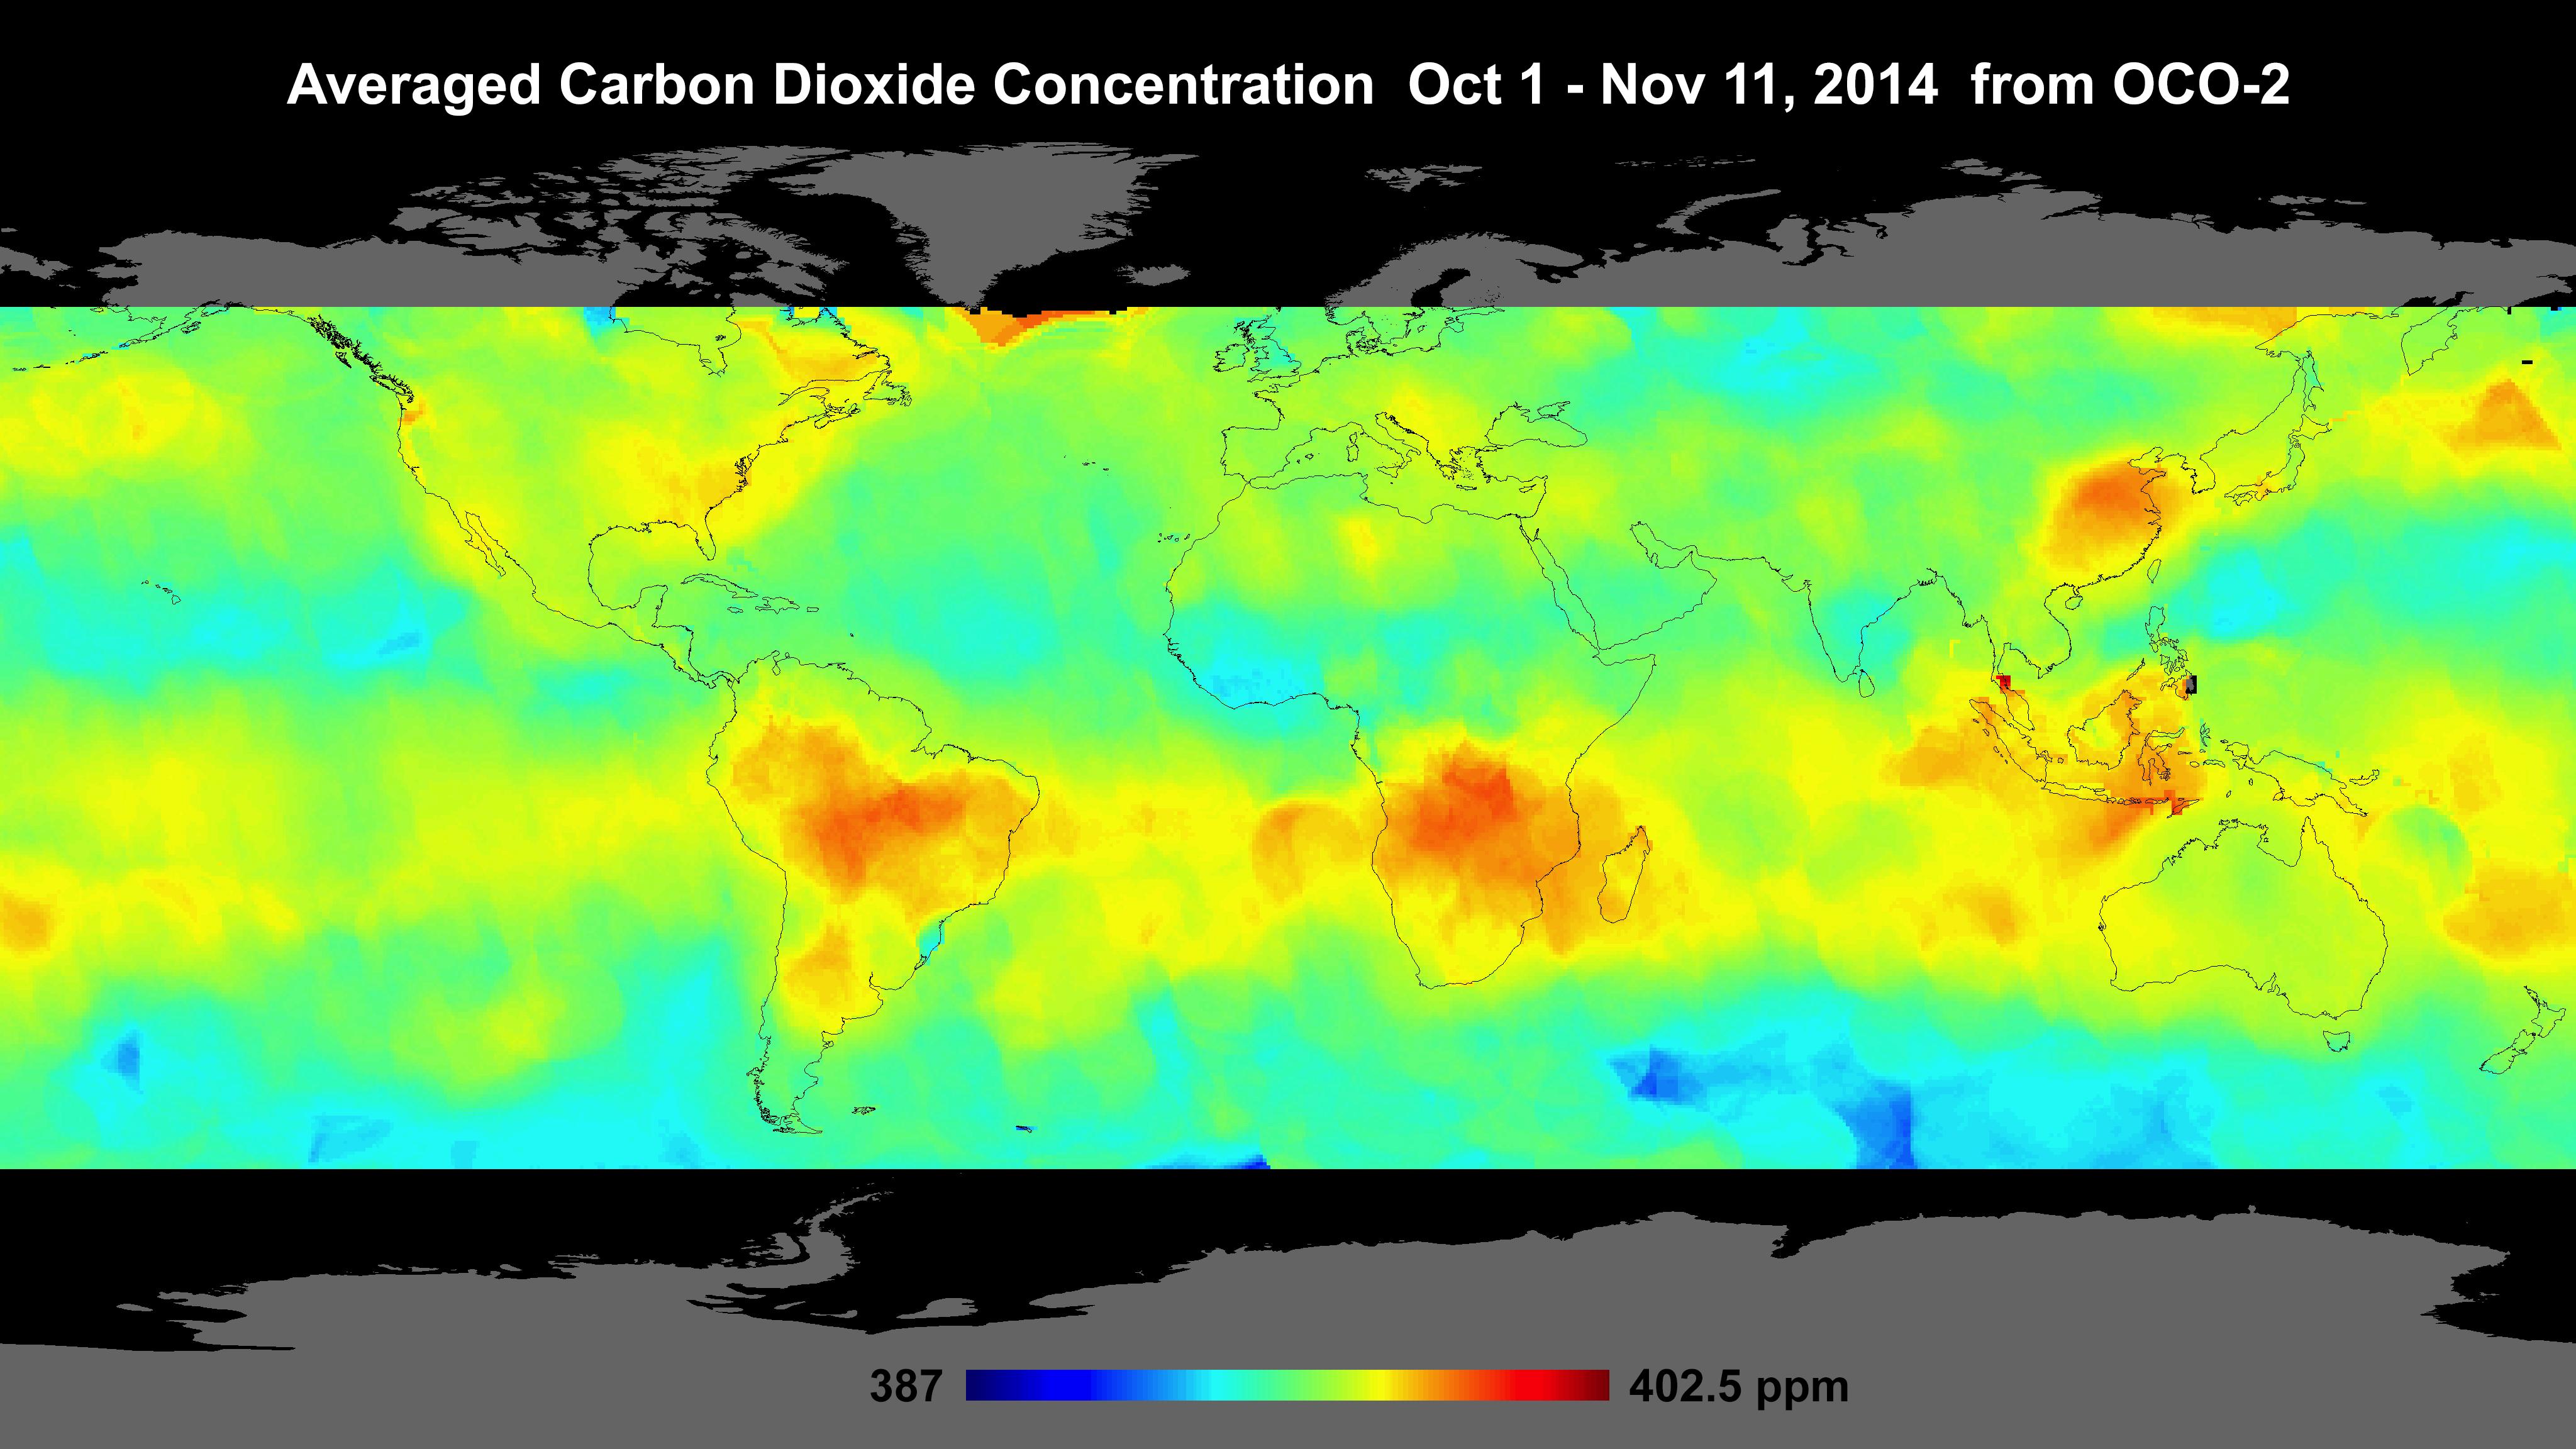 Averaged Carbon Dioxide Concentration Oct 1 - Nov 11, 2014 from OCO-2
387 402.5 ppm